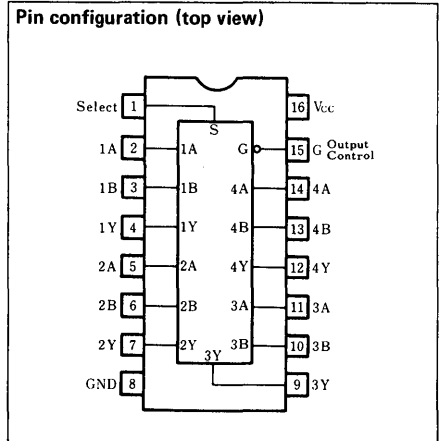 Pin configuration (top view)
Select 1
16 Vcc
S
1A 2 1A
G 15 G Output Control
1B 3 1B
4A 14 4A
1Y 4 1Y
4B 13 4B
2A 5 2A
4Y 12 4Y
2B 6 2B
3A 11 3A
2Y 7 2Y
3B 10 3B
3Y
GND 8
9 3Y